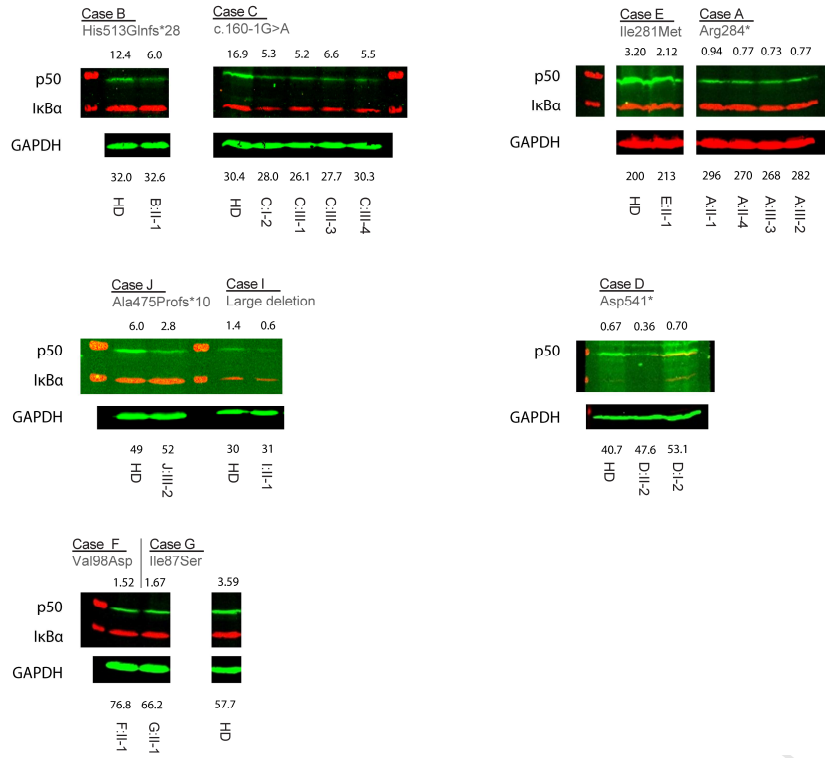 Case B
His513Glnfs*28
12.4 6.0
p50
IκBα
GAPDH
32.0 32.6
HD B:II-1
Case C
c.160-1G>A
16.9 5.3 5.2 6.6 5.5
30.4 28.0 26.1 27.7 30.3
HD C:I-2 C:III-1 C:III-3 C:III-4
Case E
Ile281Met
3.20 2.12
Case A
Arg284*
0.94 0.77 0.73 0.77
p50
IκBα
GAPDH
200 213 296 270 268 282
HD E:II-1 A:II-1 A:II-4 A:III-3 A:III-2
Case J
Ala475Profs*10
6.0 2.8
Case I
Large deletion
1.4 0.6
p50
IκBα
GAPDH
49 52 30 31
HD J:III-2 HD I:II-1
Case D
Asp541*
0.67 0.36 0.70
p50
GAPDH
40.7 47.6 53.1
HD D:II-2 D:I-2
Case F
Val98Asp
Case G
Ile87Ser
1.52 1.67 3.59
p50
IκBα
GAPDH
76.8 66.2 57.7
F:II-1 G:II-1 HD